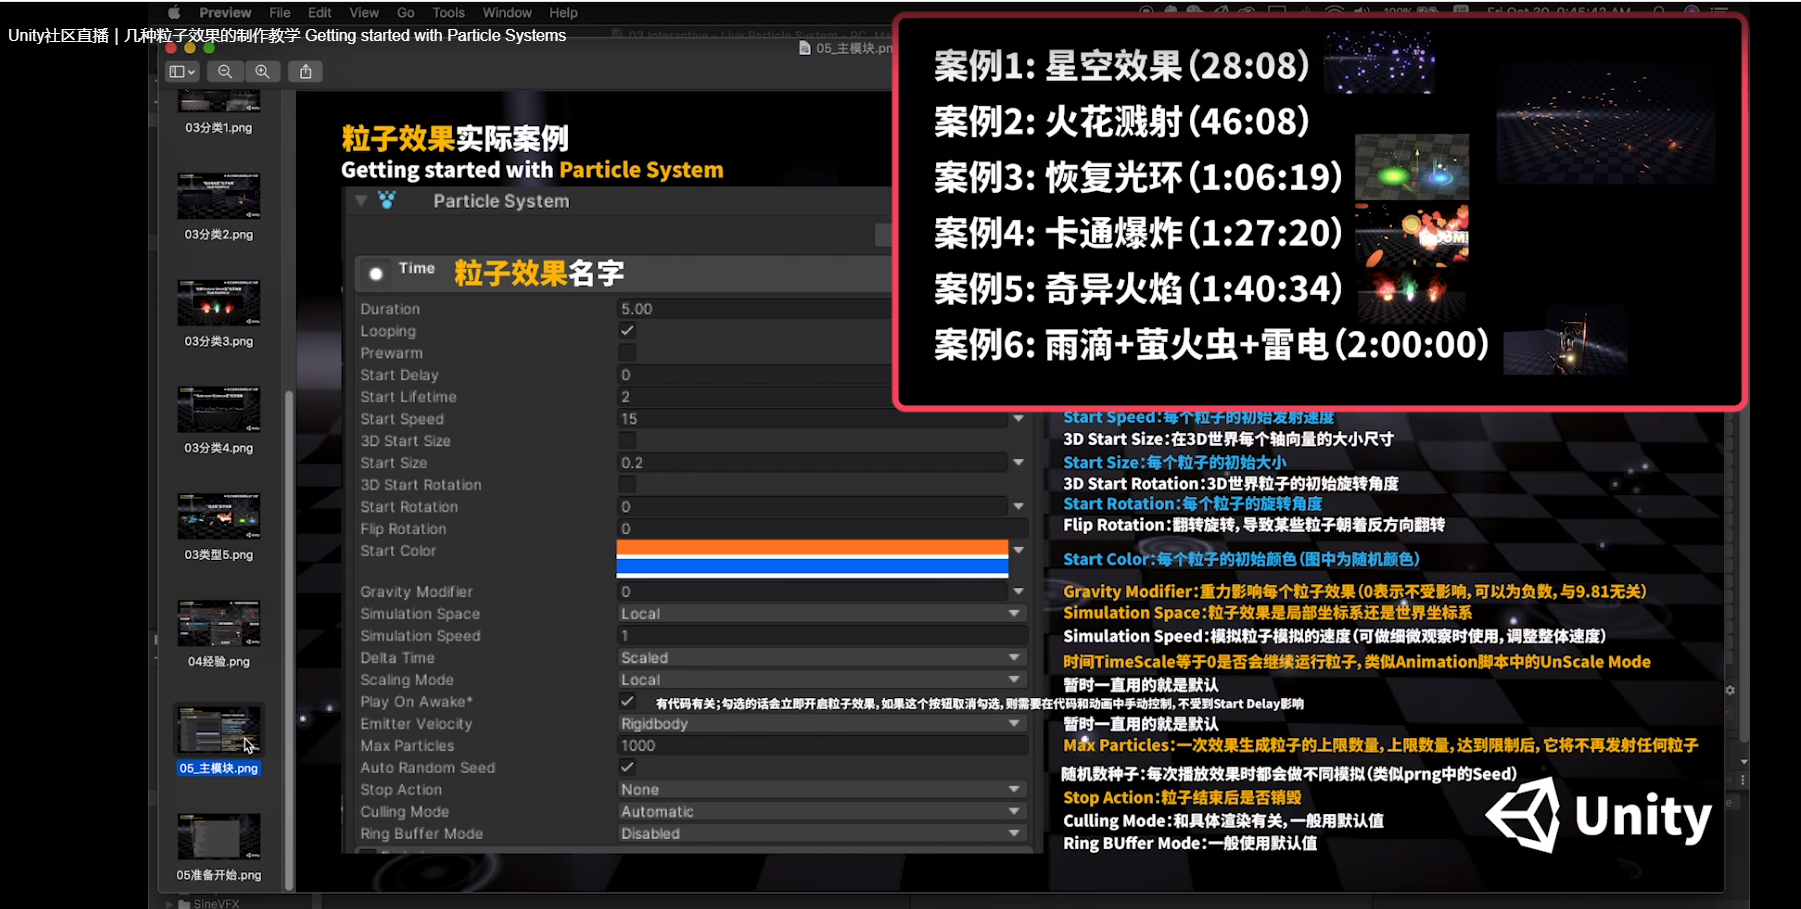 Preview File Edit View Go Tools Window Help
Unity社区直播 | 几种粒子效果的制作教学 Getting started with Particle Systems
05_主模块.pn
03分类1.png
03分类2.png
03分类3.png
03分类4.png
03类型5.png
04经验.png
05_主模块.png
05准备开始.png
SineVFX
粒子效果实际案例
Getting started with Particle System
Particle System
Time 粒子效果名字
Duration 5.00
Looping
Prewarm
Start Delay 0
Start Lifetime 2
Start Speed 15
3D Start Size
Start Size 0.2
3D Start Rotation
Start Rotation 0
Flip Rotation 0
Start Color
Gravity Modifier 0
Simulation Space Local
Simulation Speed 1
Delta Time Scaled
Scaling Mode Local
Play On Awake* 有代码有关;勾选的话会立即开启粒子效果,如果这个按钮取消勾选,则需要在代码和动画中手动控制,不受到Start Delay影响
Emitter Velocity Rigidbody
Max Particles 1000
Auto Random Seed
Stop Action None
Culling Mode Automatic
Ring Buffer Mode Disabled
案例1: 星空效果(28:08)
案例2: 火花溅射(46:08)
案例3: 恢复光环(1:06:19)
案例4: 卡通爆炸(1:27:20)
案例5: 奇异火焰(1:40:34)
案例6: 雨滴+萤火虫+雷电(2:00:00)
Start Speed:每个粒子的初始发射速度
3D Start Size:在3D世界每个轴向量的大小尺寸
Start Size:每个粒子的初始大小
3D Start Rotation:3D世界粒子的初始旋转角度
Start Rotation:每个粒子的旋转角度
Flip Rotation:翻转旋转,导致某些粒子朝着反方向翻转
Start Color:每个粒子的初始颜色(图中为随机颜色)
Gravity Modifier:重力影响每个粒子效果(0表示不受影响,可以为负数,与9.81无关)
Simulation Space:粒子效果是局部坐标系还是世界坐标系
Simulation Speed:模拟粒子模拟的速度(可做细微观察时使用,调整整体速度)
时间TimeScale等于0是否会继续运行粒子,类似Animation脚本中的UnScale Mode
暂时一直用的就是默认
暂时一直用的就是默认
Max Particles:一次效果生成粒子的上限数量,上限数量,达到限制后,它将不再发射任何粒子
随机数种子:每次播放效果时都会做不同模拟(类似prng中的Seed)
Stop Action:粒子结束后是否销毁
Culling Mode:和具体渲染有关,一般用默认值
Ring BUffer Mode:一般使用默认值
Unity